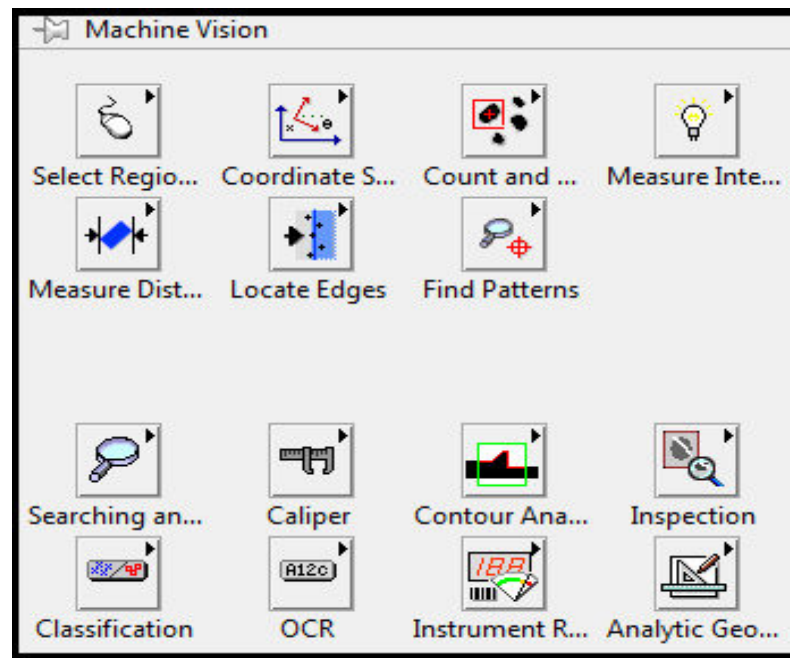 Machine Vision
Select Regio... Coordinate S... Count and ... Measure Inte...
Measure Dist... Locate Edges Find Patterns
Searching an... Caliper Contour Ana... Inspection
A12c
188
Classification OCR Instrument R... Analytic Geo...